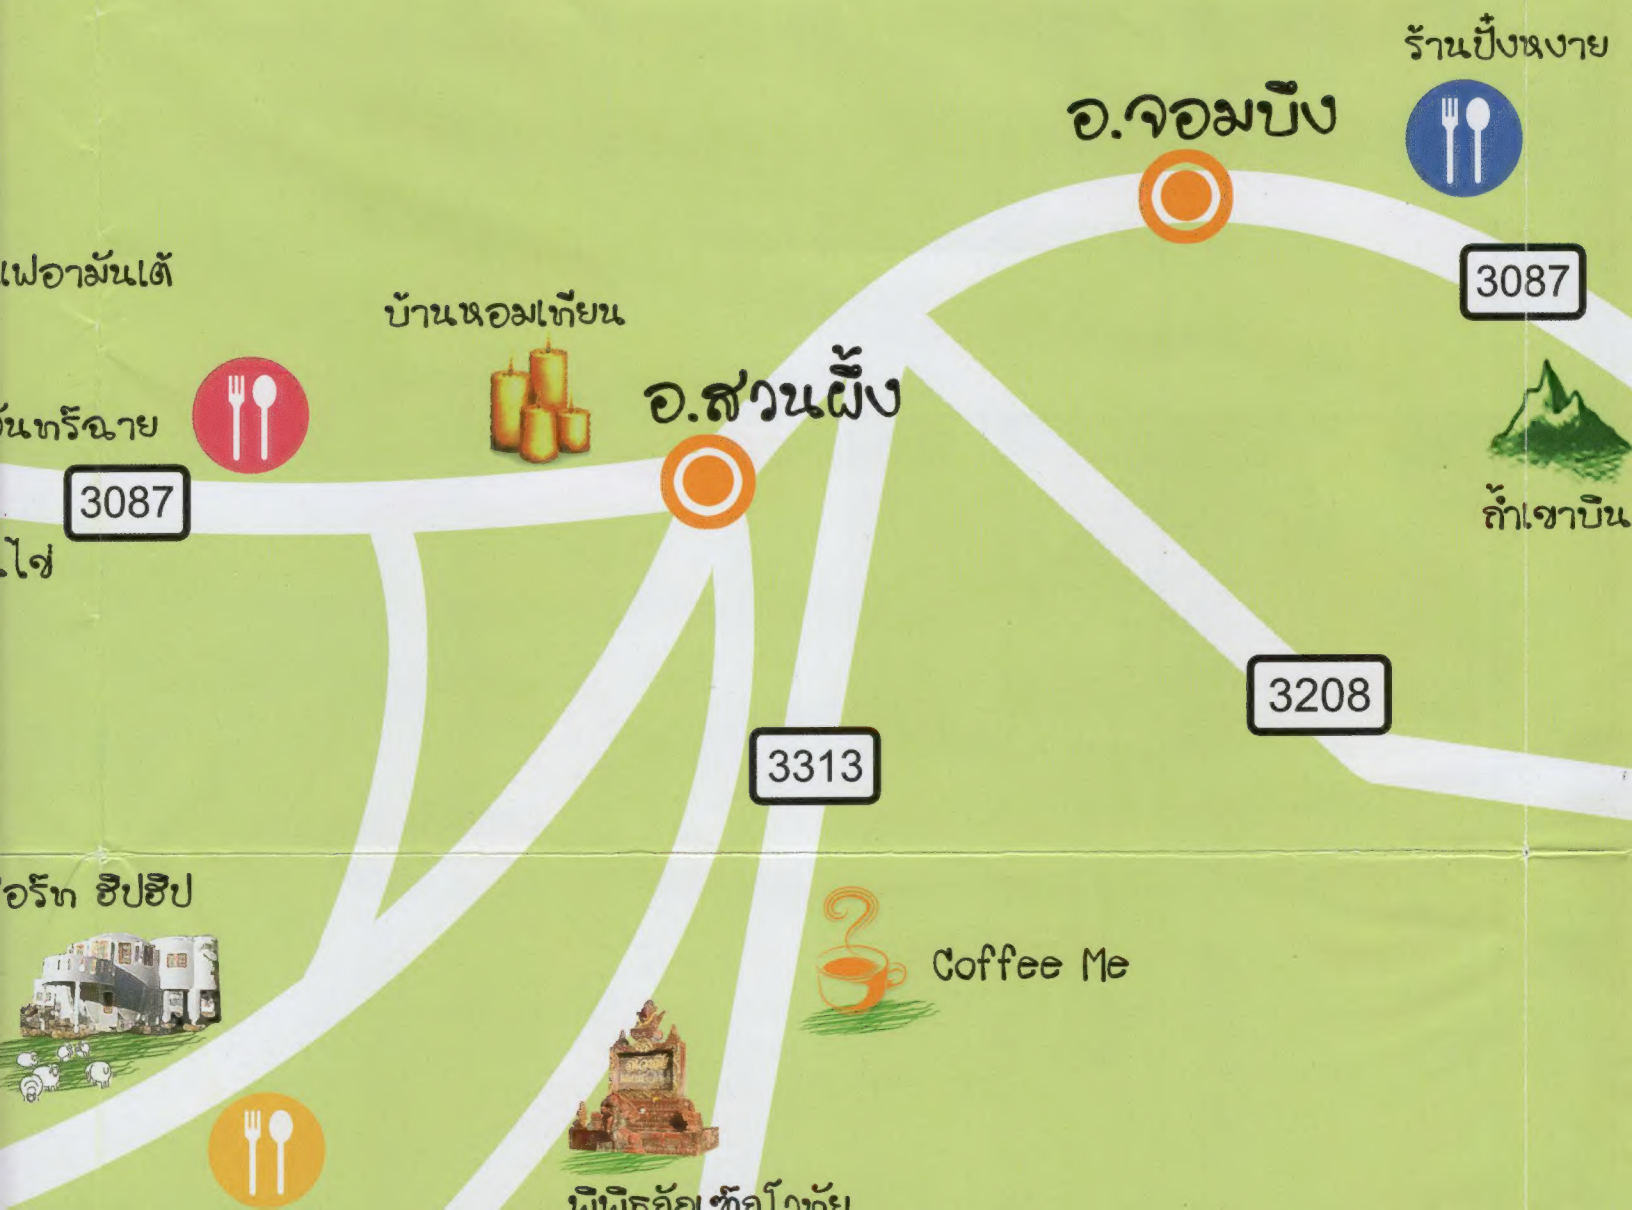 ร้านปิ๋งหงาย
อ.จอมบึง
3087
เฟอามันเต้
บ้านหอมเทียน
อ.สวนผึ้ง
จันทร์ฉาย
3087
ถ้ำเขาบิน
ไข่
3208
3313
อร์ท ฮิปฮิป
Coffee Me